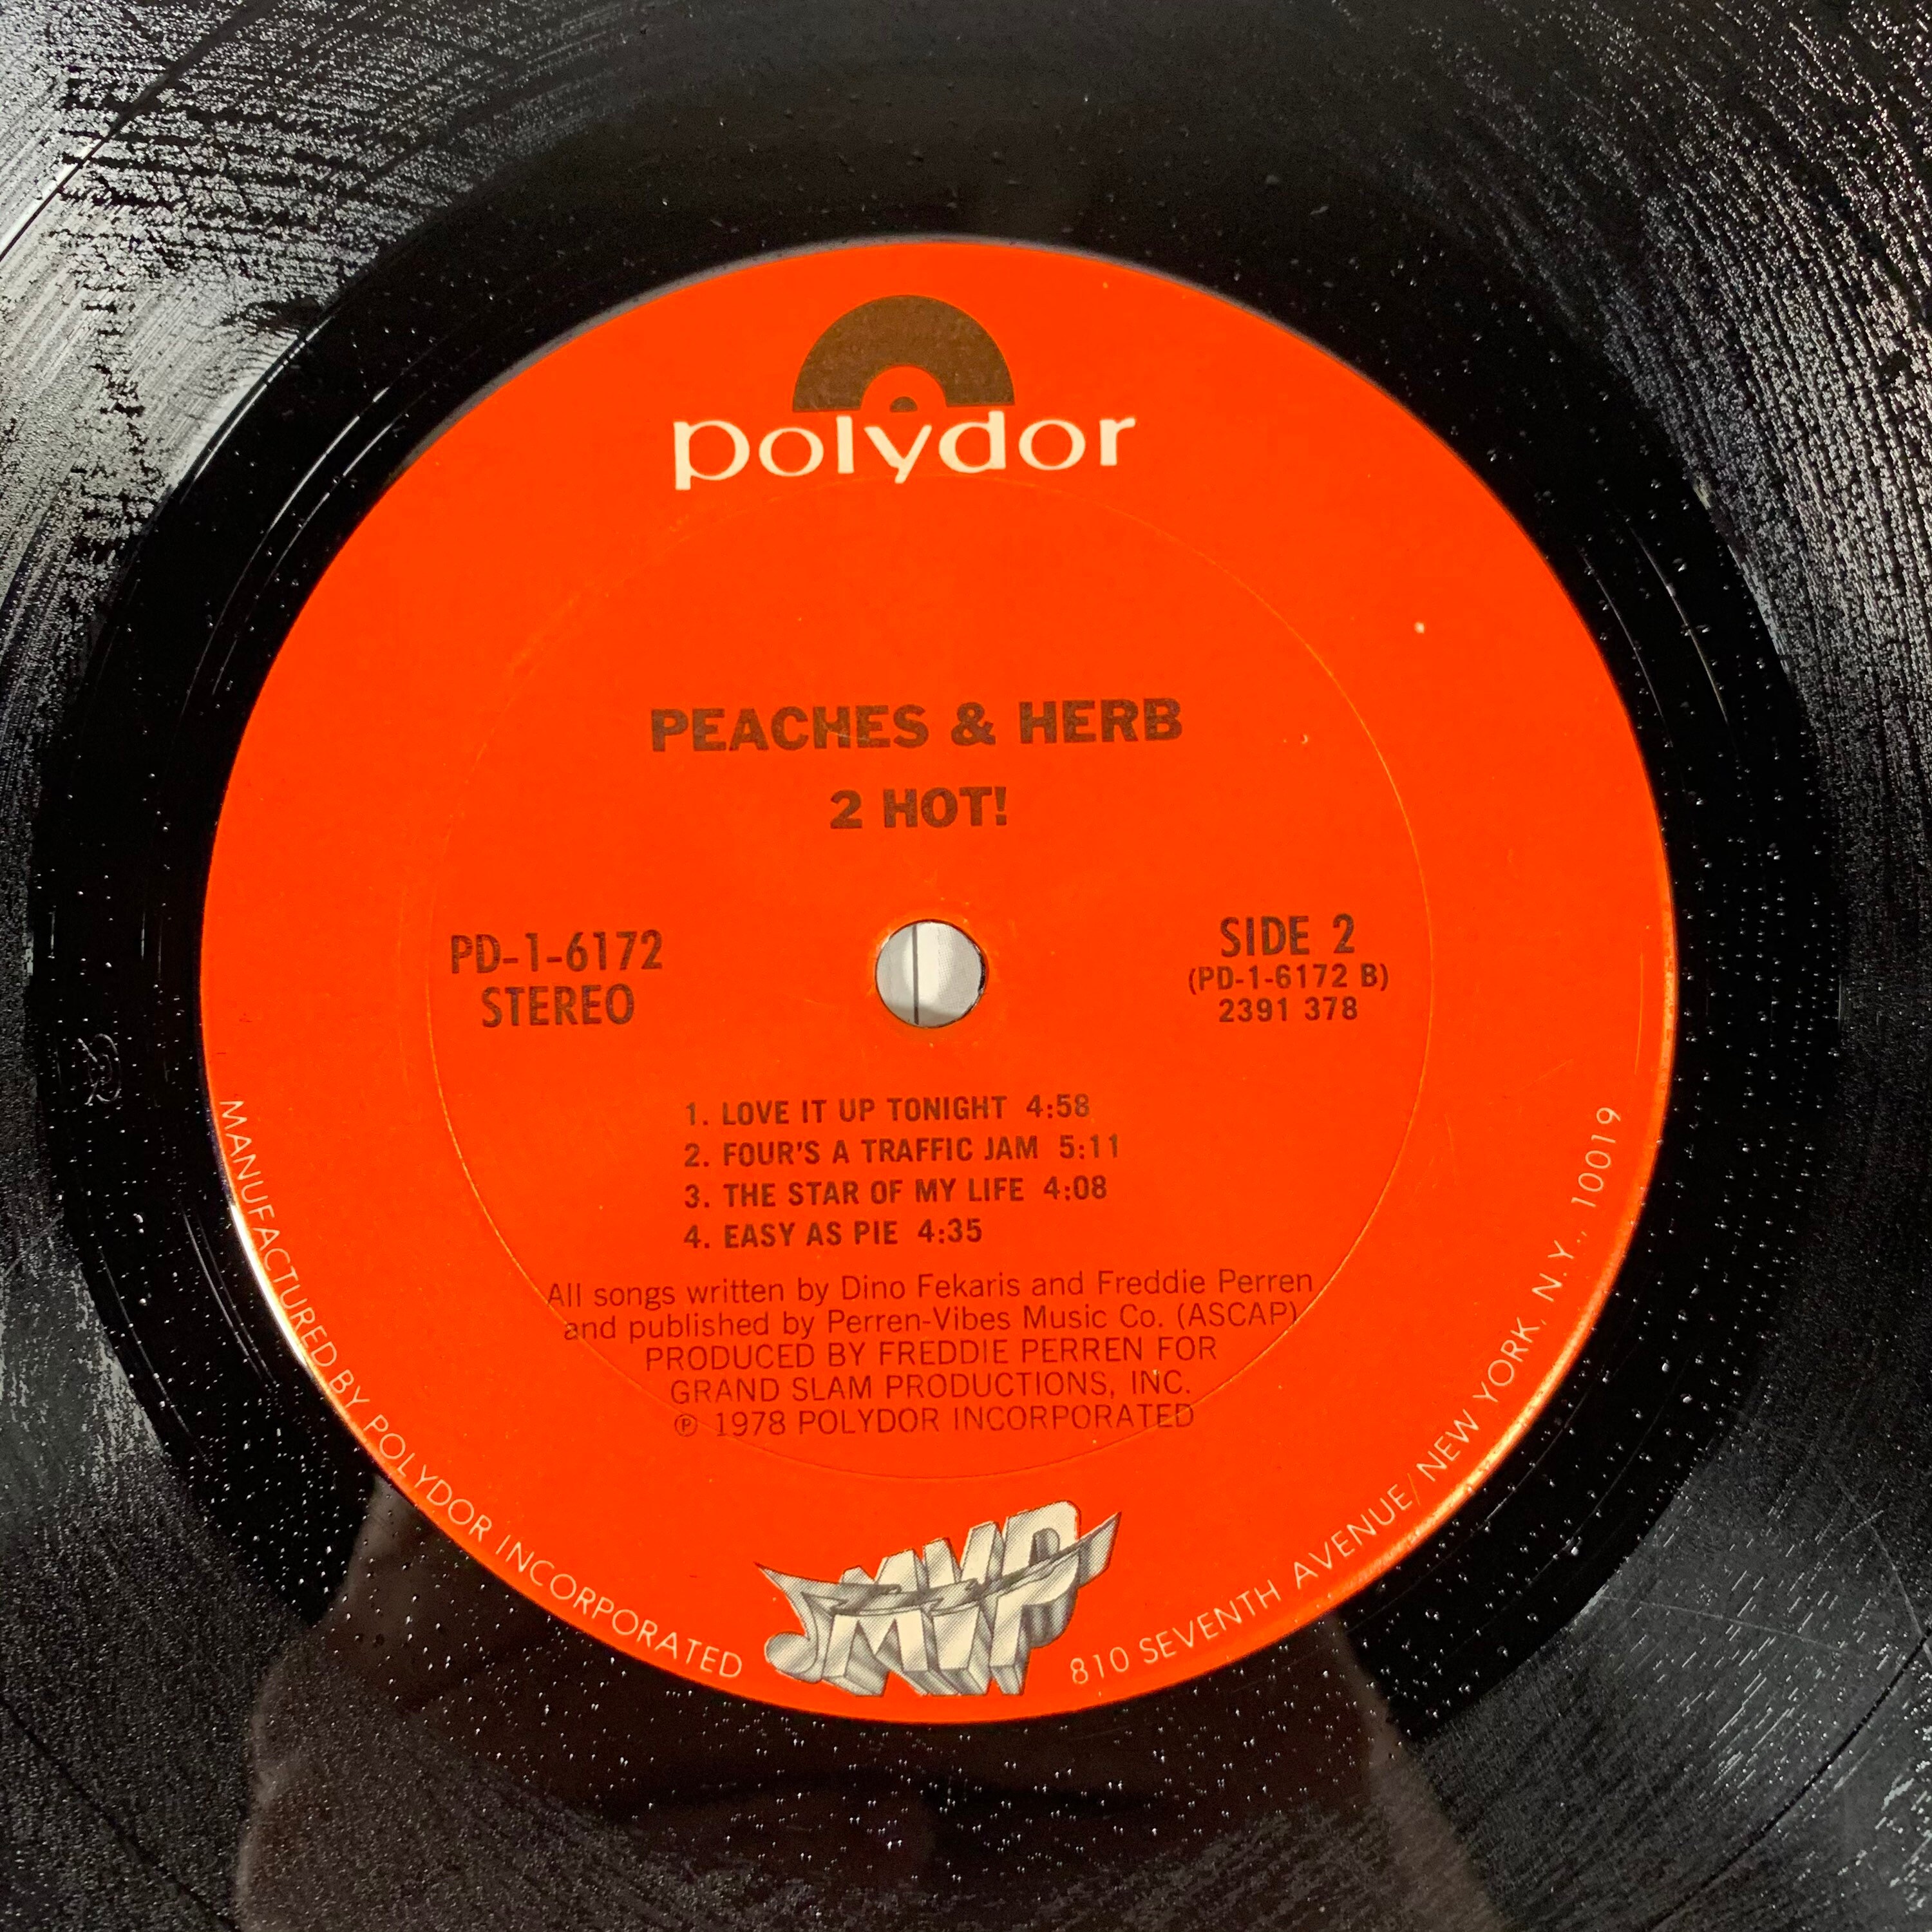 polydor
PEACHES & HERB
2 HOT!
PD-1-6172
STEREO
SIDE 2
(PD-1-6172 B)
2391 378
1. LOVE IT UP TONIGHT 4:58
2. FOUR'S A TRAFFIC JAM 5:11
3. THE STAR OF MY LIFE 4:08
4. EASY AS PIE 4:35
All songs written by Dino Fekaris and Freddie Perren
and published by Perren-Vibes Music Co. (ASCAP)
PRODUCED BY FREDDIE PERREN FOR
GRAND SLAM PRODUCTIONS, INC.
℗ 1978 POLYDOR INCORPORATED
MVP
MANUFACTURED BY POLYDOR INCORPORATED
810 SEVENTH AVENUE/ NEW YORK, N.Y., 10019